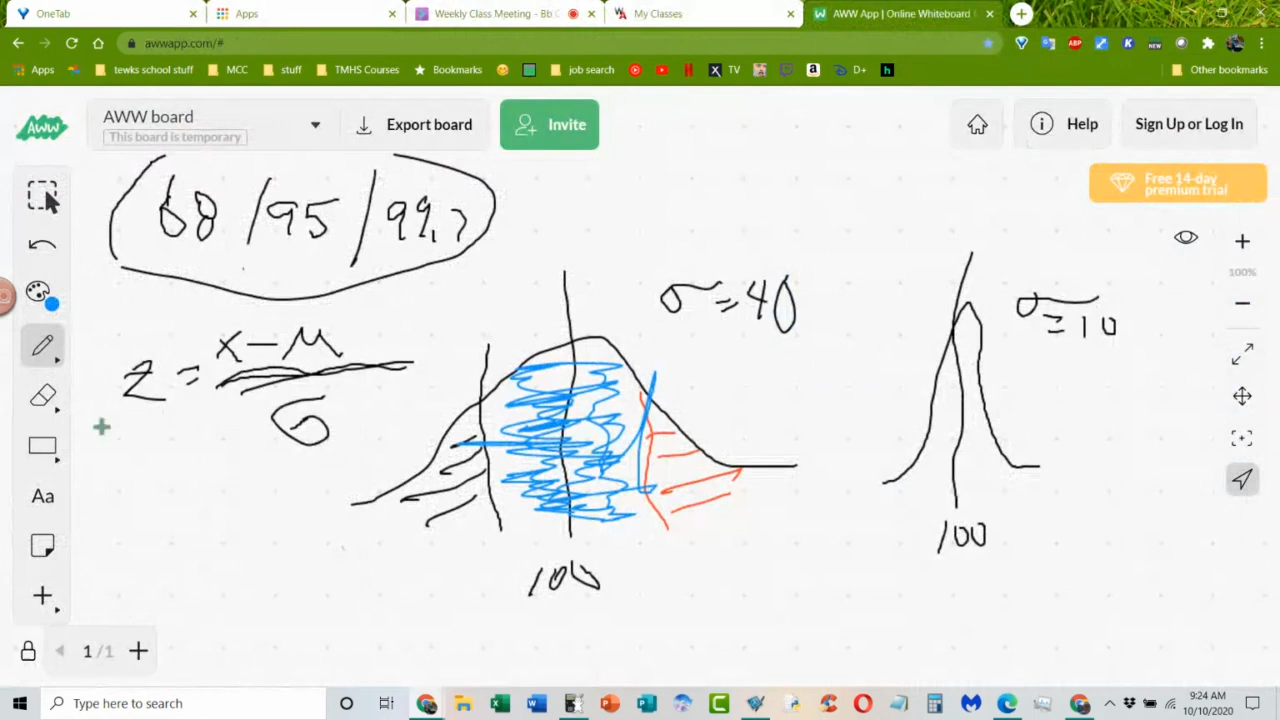 OneTab
Apps
Weekly Class Meeting - Bb C
My Classes
AWW App | Online Whiteboard
awwapp.com/#
ABP
NEW
Apps
tewks school stuff
MCC
stuff
TMHS Courses
Bookmarks
job search
TV
D+
Other bookmarks
AWW
AWW board
This board is temporary
Export board
Invite
Help
Sign Up or Log In
Free 14-day
premium trial
68 / 95 / 99.7
100%
σ = 40
σ = 10
z = x - μ
σ
Aa
100
100
1 / 1
Type here to search
9:24 AM
10/10/2020